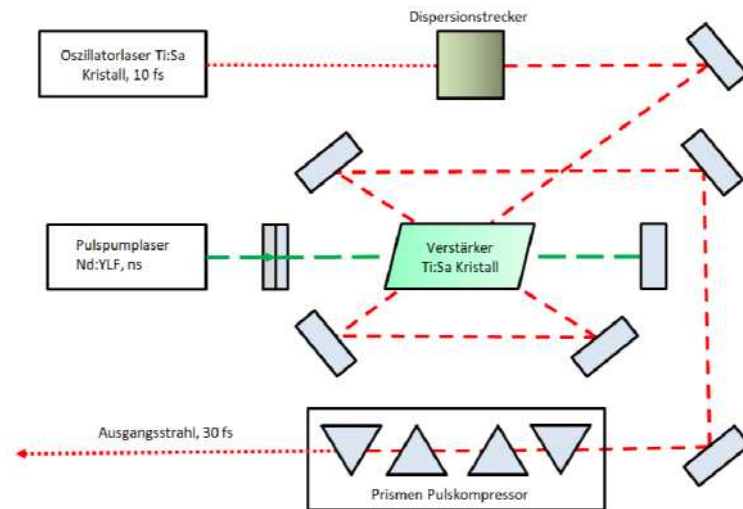 Dispersionstrecker
Oszillatorlaser Ti:Sa
Kristall, 10 fs
Pulspumplaser
Nd:YLF, ns
Verstärker
Ti:Sa Kristall
Ausgangsstrahl, 30 fs
Prismen Pulskompressor